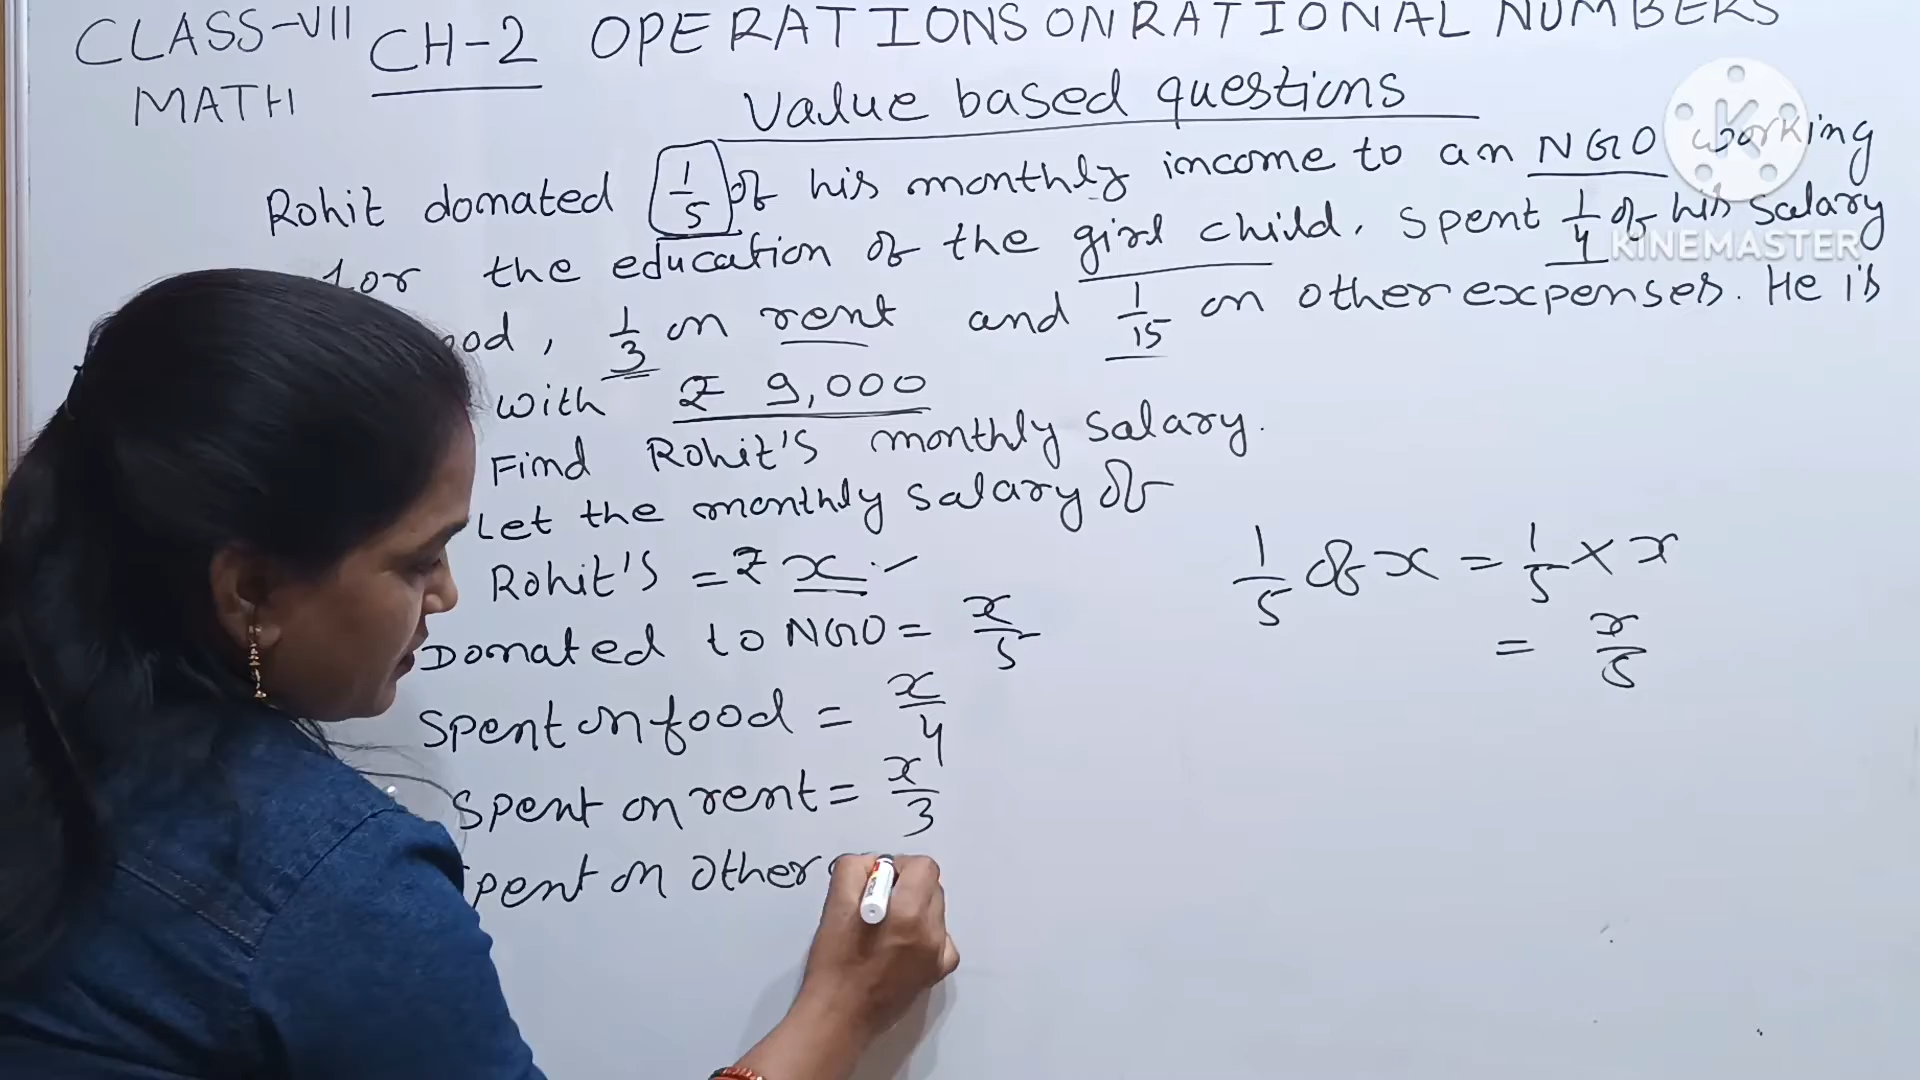 CLASS-VII CH-2 OPERATIONS ON RATIONAL NUMBERS
MATH
Value based questions
Rohit donated 1/5 of his monthly income to an NGO working
for the education of the girl child. Spent 1/4 of his salary
, 1/3 on rent and 1/15 on other expenses. He is
with ₹ 9,000
Find Rohit's monthly salary.
Let the monthly salary of
Rohit's = ₹ x.
Donated to NGO = x/5
Spent on food = x/4
Spent on rent = x/3
Spent on other
1/5 of x = 1/5 × x
= x/5
KINEMASTER